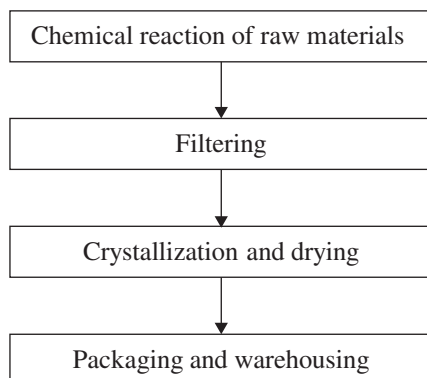 Chemical reaction of raw materials
Filtering
Crystallization and drying
Packaging and warehousing